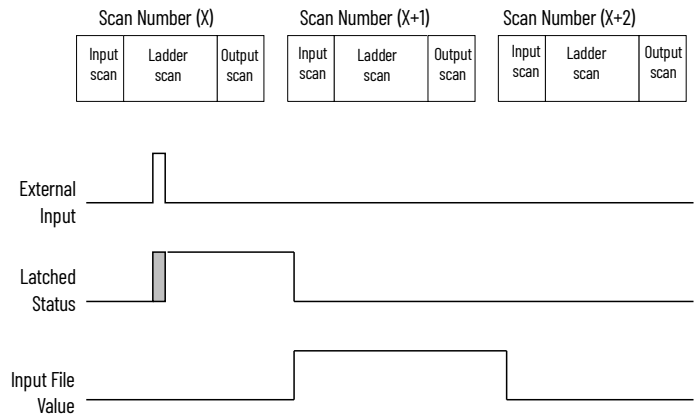 Scan Number (X)
Scan Number (X+1)
Scan Number (X+2)
Input
scan
Ladder
scan
Output
scan
Input
scan
Ladder
scan
Output
scan
Input
scan
Ladder
scan
Output
scan
External
Input
Latched
Status
Input File
Value